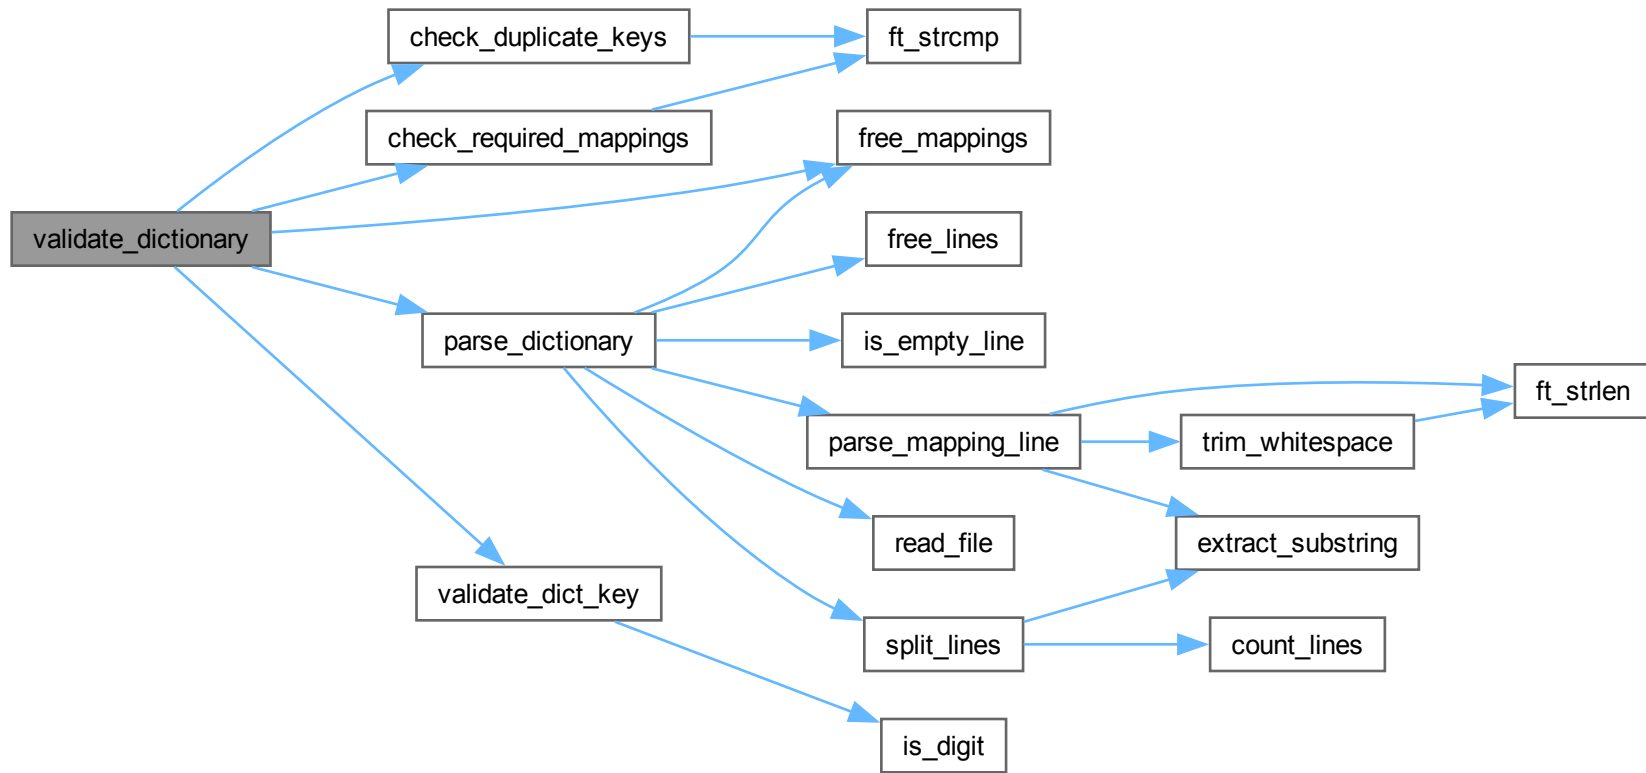 validate_dictionary
check_duplicate_keys
check_required_mappings
parse_dictionary
validate_dict_key
ft_strcmp
free_mappings
free_lines
is_empty_line
parse_mapping_line
read_file
split_lines
is_digit
trim_whitespace
extract_substring
count_lines
ft_strlen